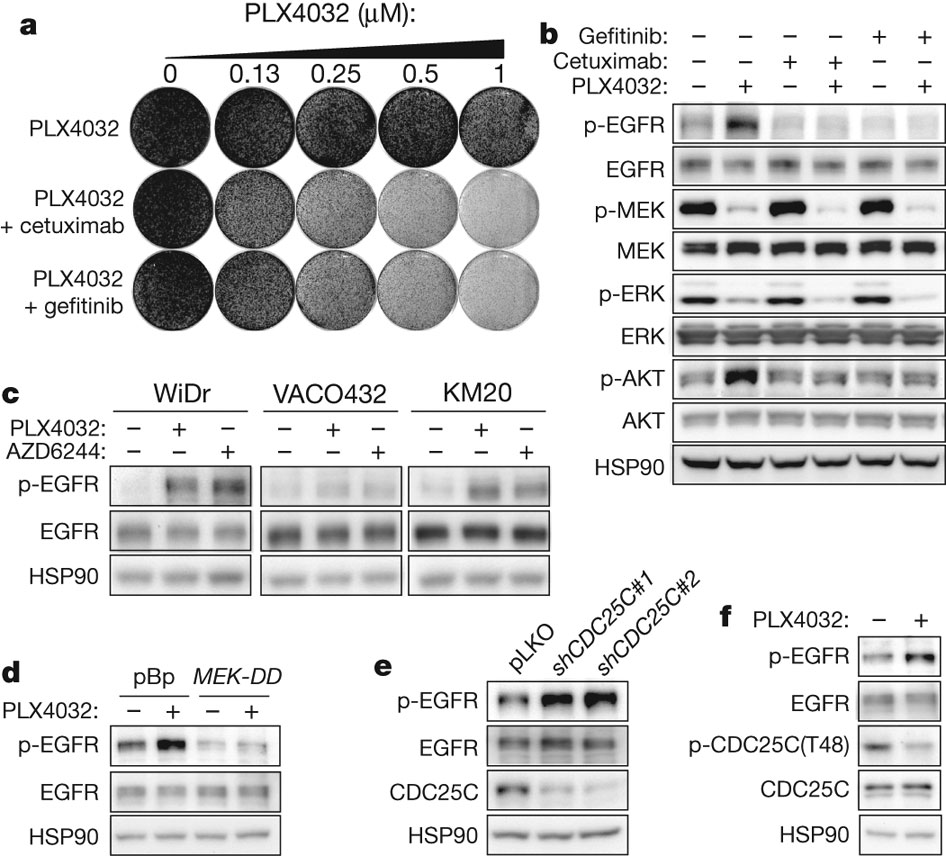 a
PLX4032 (µM):
0 0.13 0.25 0.5 1
PLX4032
PLX4032
+ cetuximab
PLX4032
+ gefitinib
b
Gefitinib: – – – – + +
Cetuximab: – – + + – –
PLX4032: – + – + – +
p-EGFR
EGFR
p-MEK
MEK
p-ERK
ERK
p-AKT
AKT
HSP90
c
WiDr VACO432 KM20
PLX4032: – + – – + – – + –
AZD6244: – – + – – + – – +
p-EGFR
EGFR
HSP90
d
pBp MEK-DD
PLX4032: – + – +
p-EGFR
EGFR
HSP90
e
pLKO
shCDC25C#1
shCDC25C#2
p-EGFR
EGFR
CDC25C
HSP90
f
PLX4032: – +
p-EGFR
EGFR
p-CDC25C(T48)
CDC25C
HSP90